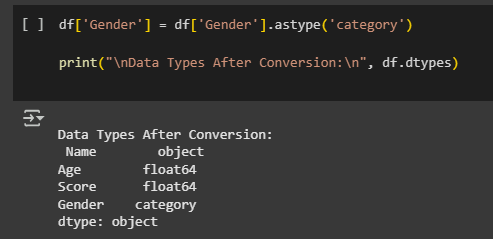 [ ] df['Gender'] = df['Gender'].astype('category')
print("\nData Types After Conversion:\n", df.dtypes)
Data Types After Conversion:
 Name        object
Age        float64
Score      float64
Gender    category
dtype: object